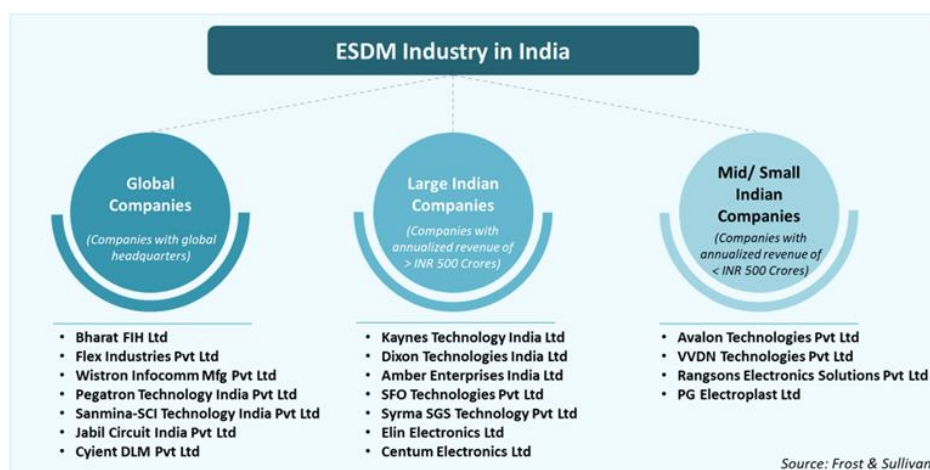 ESDM Industry in India
Global
Companies
(Companies with global
headquarters)
• Bharat FIH Ltd
• Flex Industries Pvt Ltd
• Wistron Infocomm Mfg Pvt Ltd
• Pegatron Technology India Pvt Ltd
• Sanmina-SCI Technology India Pvt Ltd
• Jabil Circuit India Pvt Ltd
• Cyient DLM Pvt Ltd
Large Indian
Companies
(Companies with
annualized revenue of
> INR 500 Crores)
• Kaynes Technology India Ltd
• Dixon Technologies India Ltd
• Amber Enterprises India Ltd
• SFO Technologies Pvt Ltd
• Syrma SGS Technology Pvt Ltd
• Elin Electronics Ltd
• Centum Electronics Ltd
Mid/ Small
Indian
Companies
(Companies with
annualized revenue of
< INR 500 Crores)
• Avalon Technologies Pvt Ltd
• VVDN Technologies Pvt Ltd
• Rangsons Electronics Solutions Pvt Ltd
• PG Electroplast Ltd
Source: Frost & Sullivan